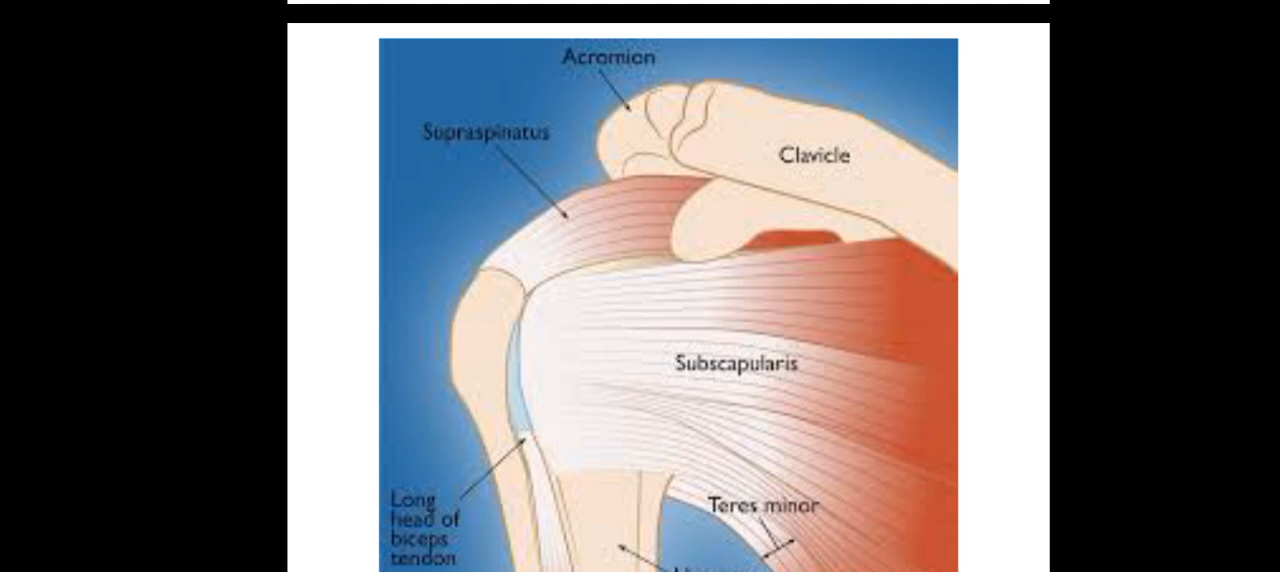 Acromion
Supraspinatus
Clavicle
Subscapularis
Long
head of
biceps
tendon
Teres minor